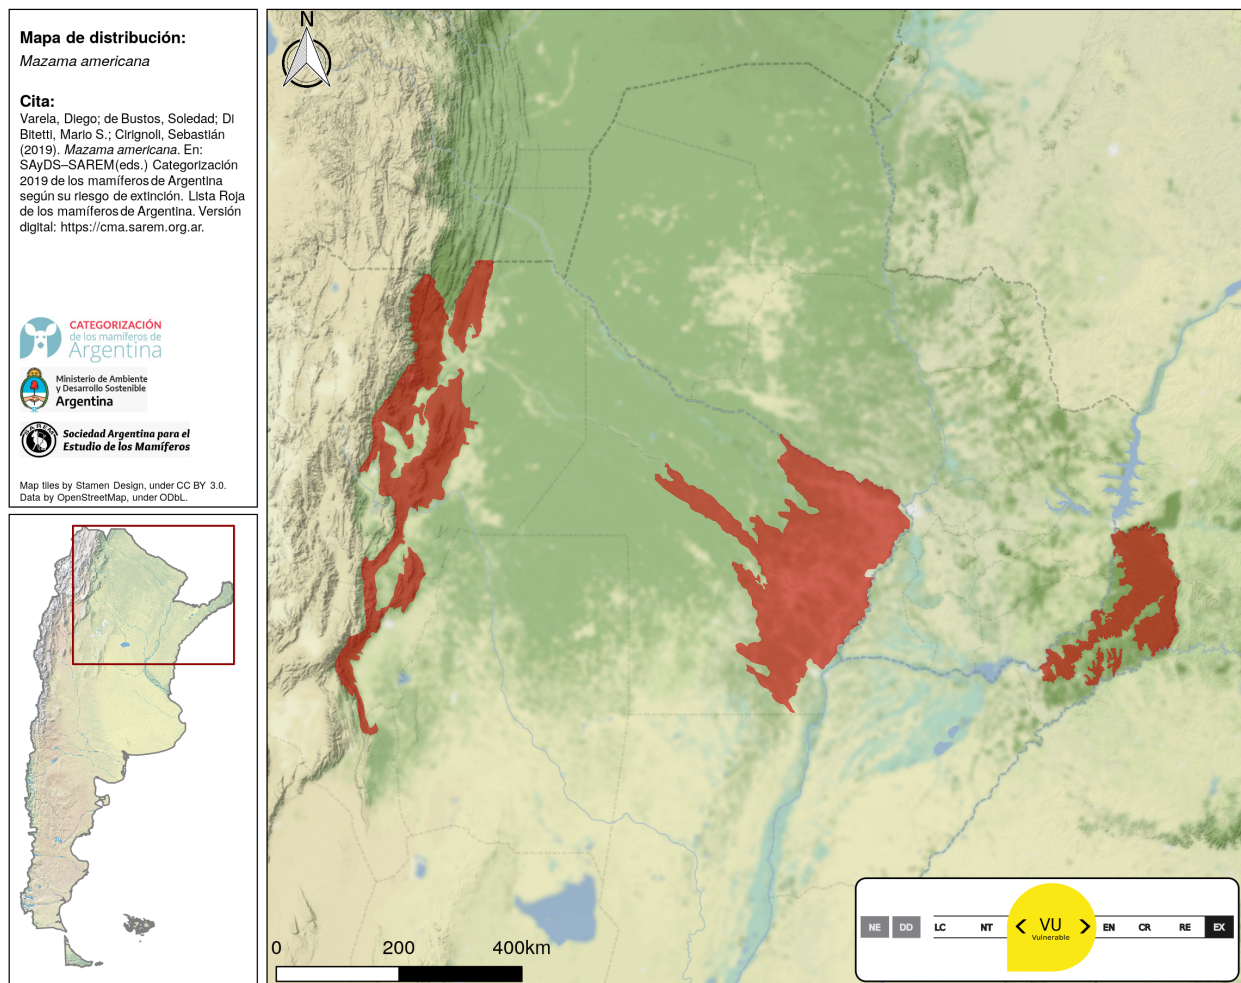 Mapa de distribución:
Mazama americana
Cita:
Varela, Diego; de Bustos, Soledad; Di
Bitetti, Mario S.; Cirignoli, Sebastián
(2019). Mazama americana. En:
SAyDS–SAREM(eds.) Categorización
2019 de los mamíferos de Argentina
según su riesgo de extinción. Lista Roja
de los mamíferos de Argentina. Versión
digital: https://cma.sarem.org.ar.
CATEGORIZACIÓN
de los mamíferos de
Argentina
Ministerio de Ambiente
y Desarrollo Sostenible
Argentina
SAREM
Sociedad Argentina para el
Estudio de los Mamíferos
Map tiles by Stamen Design, under CC BY 3.0.
Data by OpenStreetMap, under ODbL.
N
0 200 400km
NE DD LC NT VU EN CR RE EX
Vulnerable